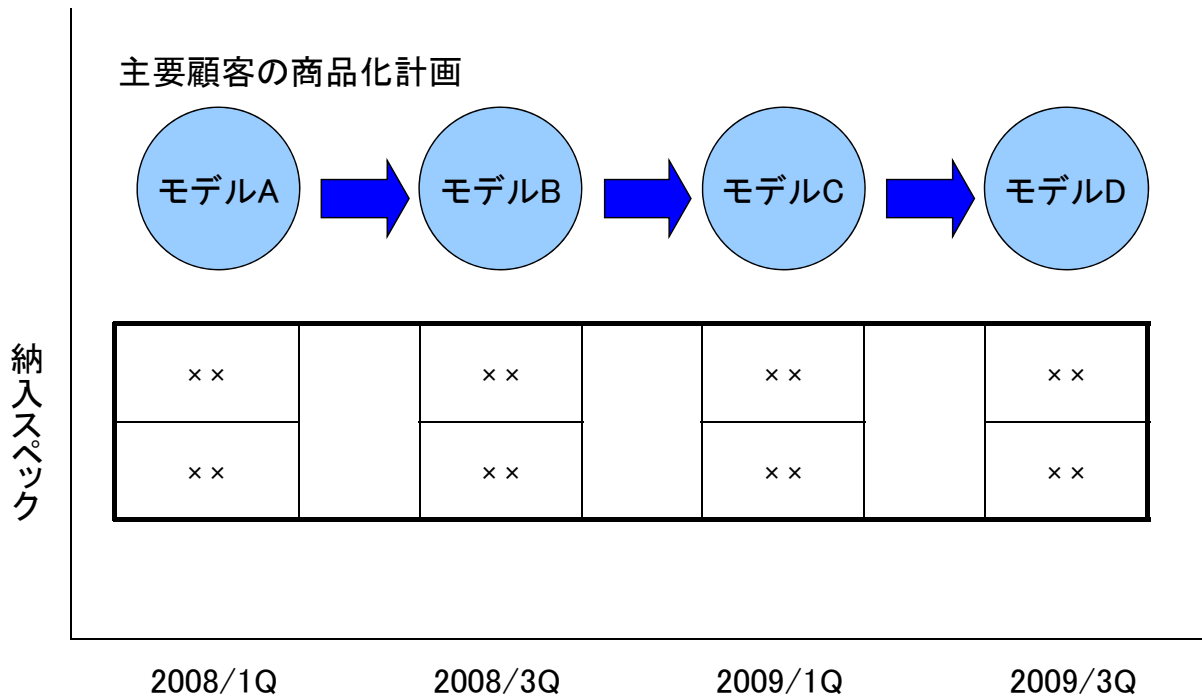 主要顧客の商品化計画
モデルA
モデルB
モデルC
モデルD
納入スペック
××
××
××
××
××
××
××
××
2008/1Q
2008/3Q
2009/1Q
2009/3Q